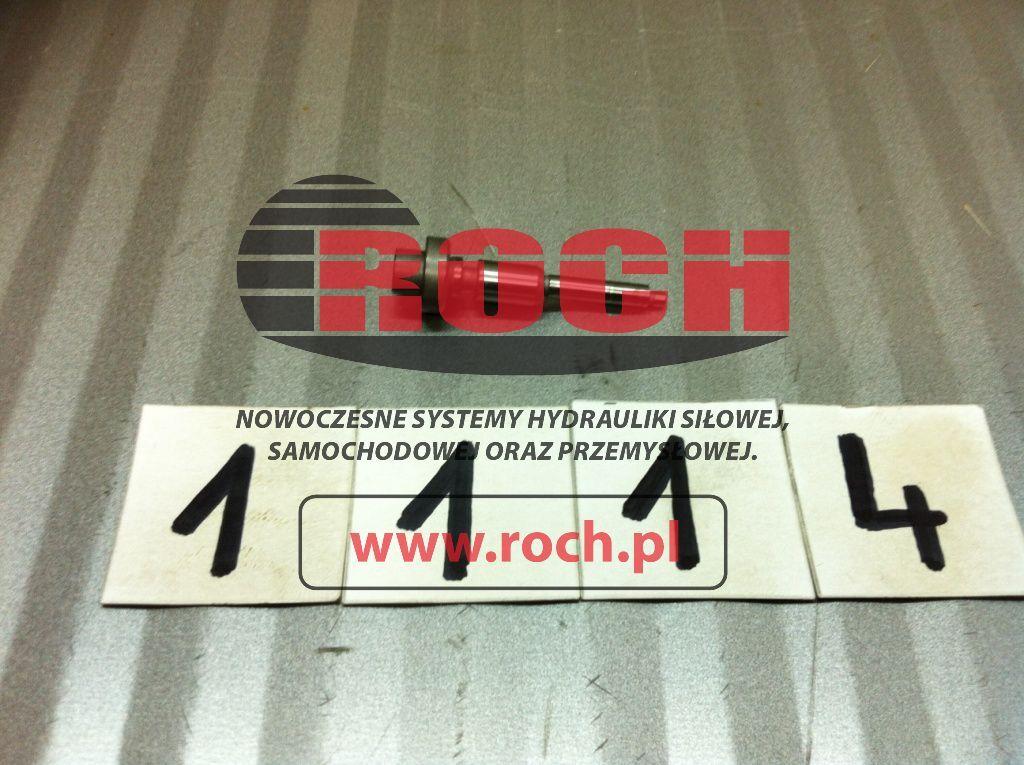 ROCH
NOWOCZESNE SYSTEMY HYDRAULIKI SIŁOWEJ,
SAMOCHODOWEJ ORAZ PRZEMYSŁOWEJ.
www.roch.pl
1 1 1 4